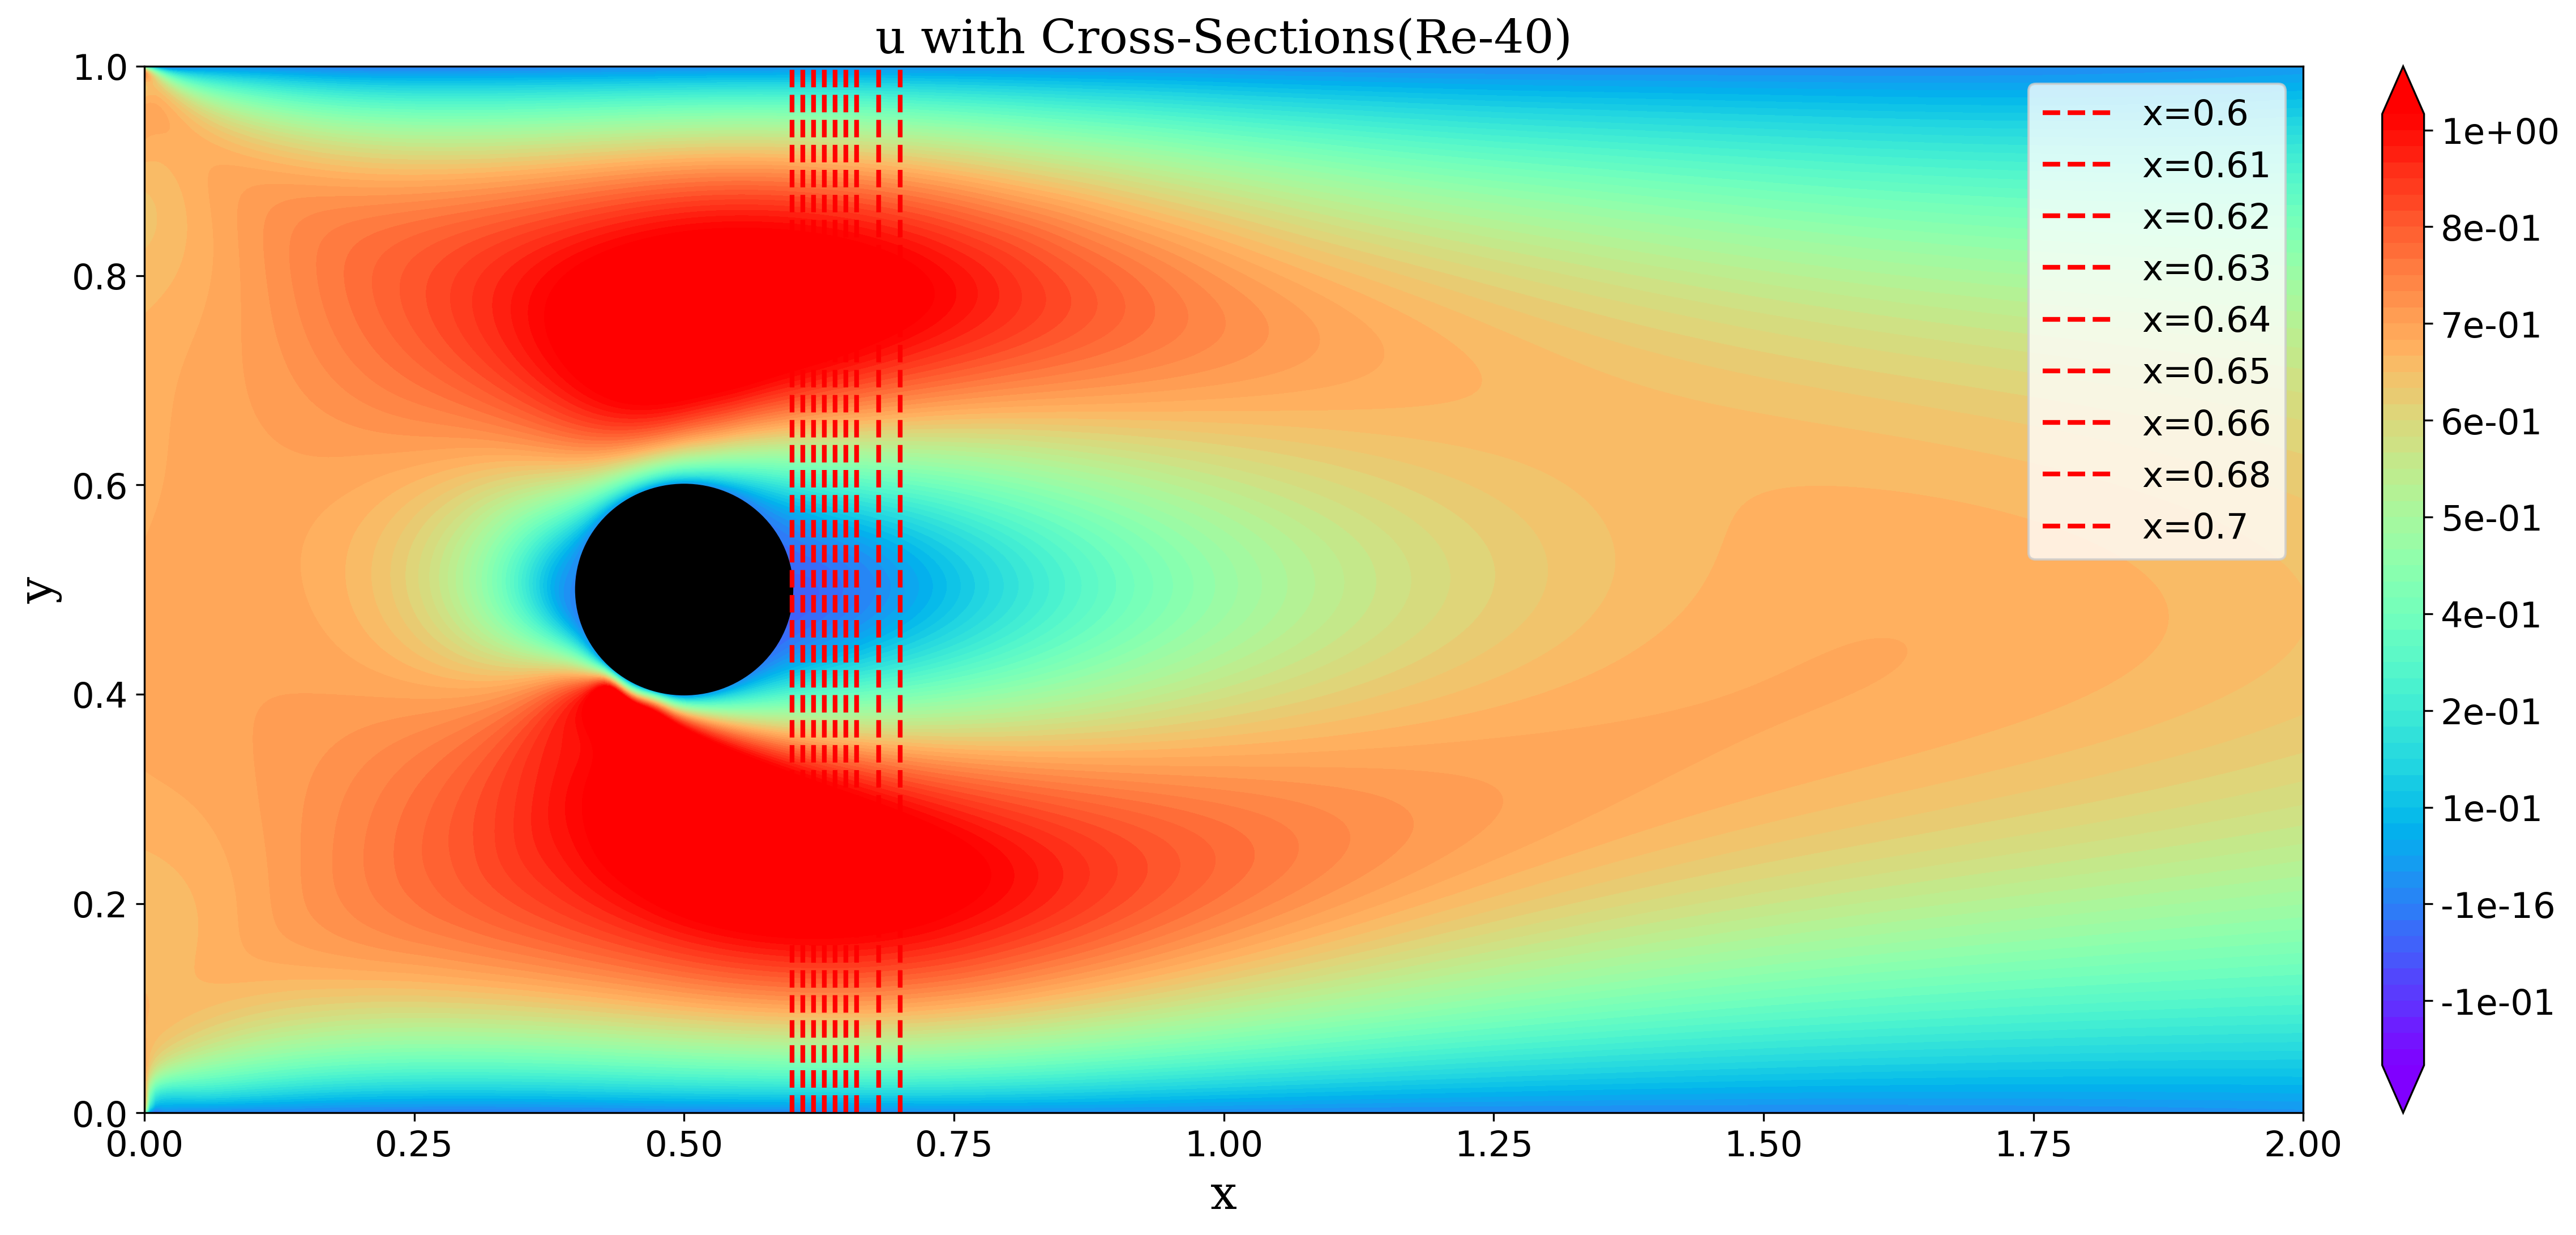 u with Cross-Sections(Re-40)
1.0
0.8
0.6
0.4
0.2
0.0
y
0.00 0.25 0.50 0.75 1.00 1.25 1.50 1.75 2.00
x
x=0.6
x=0.61
x=0.62
x=0.63
x=0.64
x=0.65
x=0.66
x=0.68
x=0.7
1e+00
8e-01
7e-01
6e-01
5e-01
4e-01
2e-01
1e-01
-1e-16
-1e-01